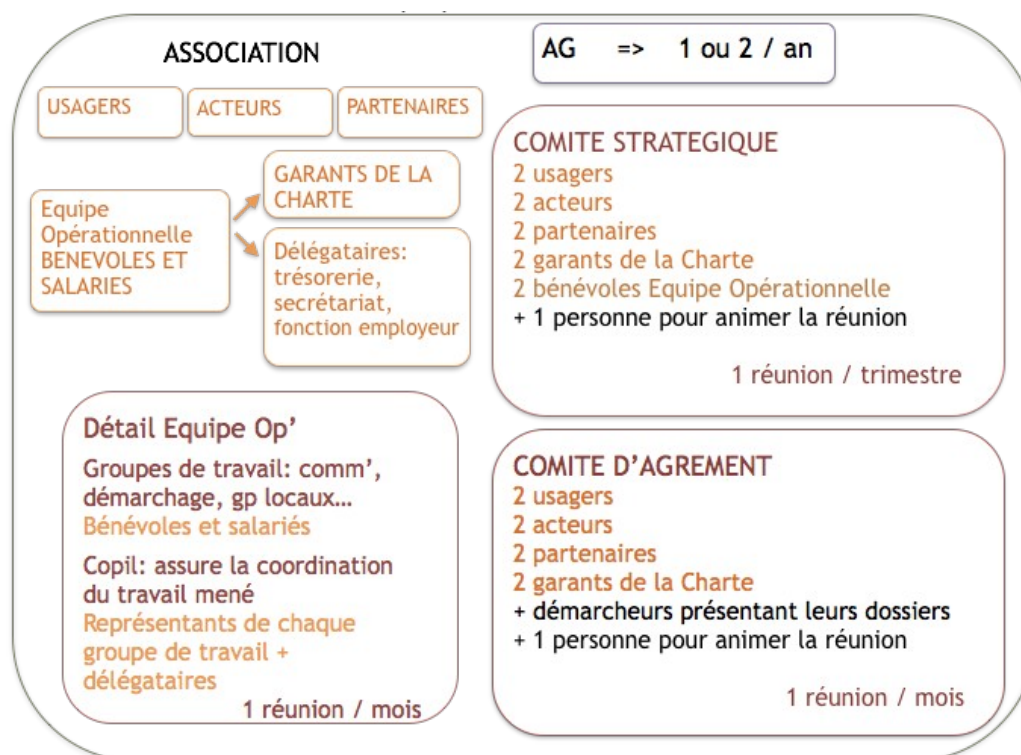 ASSOCIATION
AG => 1 ou 2 / an
USAGERS
ACTEURS
PARTENAIRES
Equipe
Opérationnelle
BENEVOLES ET
SALARIES
GARANTS DE LA
CHARTE
Délégataires:
trésorerie,
secrétariat,
fonction employeur
COMITE STRATEGIQUE
2 usagers
2 acteurs
2 partenaires
2 garants de la Charte
2 bénévoles Equipe Opérationnelle
+ 1 personne pour animer la réunion
1 réunion / trimestre
Détail Equipe Op’
Groupes de travail: comm’,
démarchage, gp locaux…
Bénévoles et salariés
Copil: assure la coordination
du travail mené
Représentants de chaque
groupe de travail +
délégataires
1 réunion / mois
COMITE D’AGREMENT
2 usagers
2 acteurs
2 partenaires
2 garants de la Charte
+ démarcheurs présentant leurs dossiers
+ 1 personne pour animer la réunion
1 réunion / mois